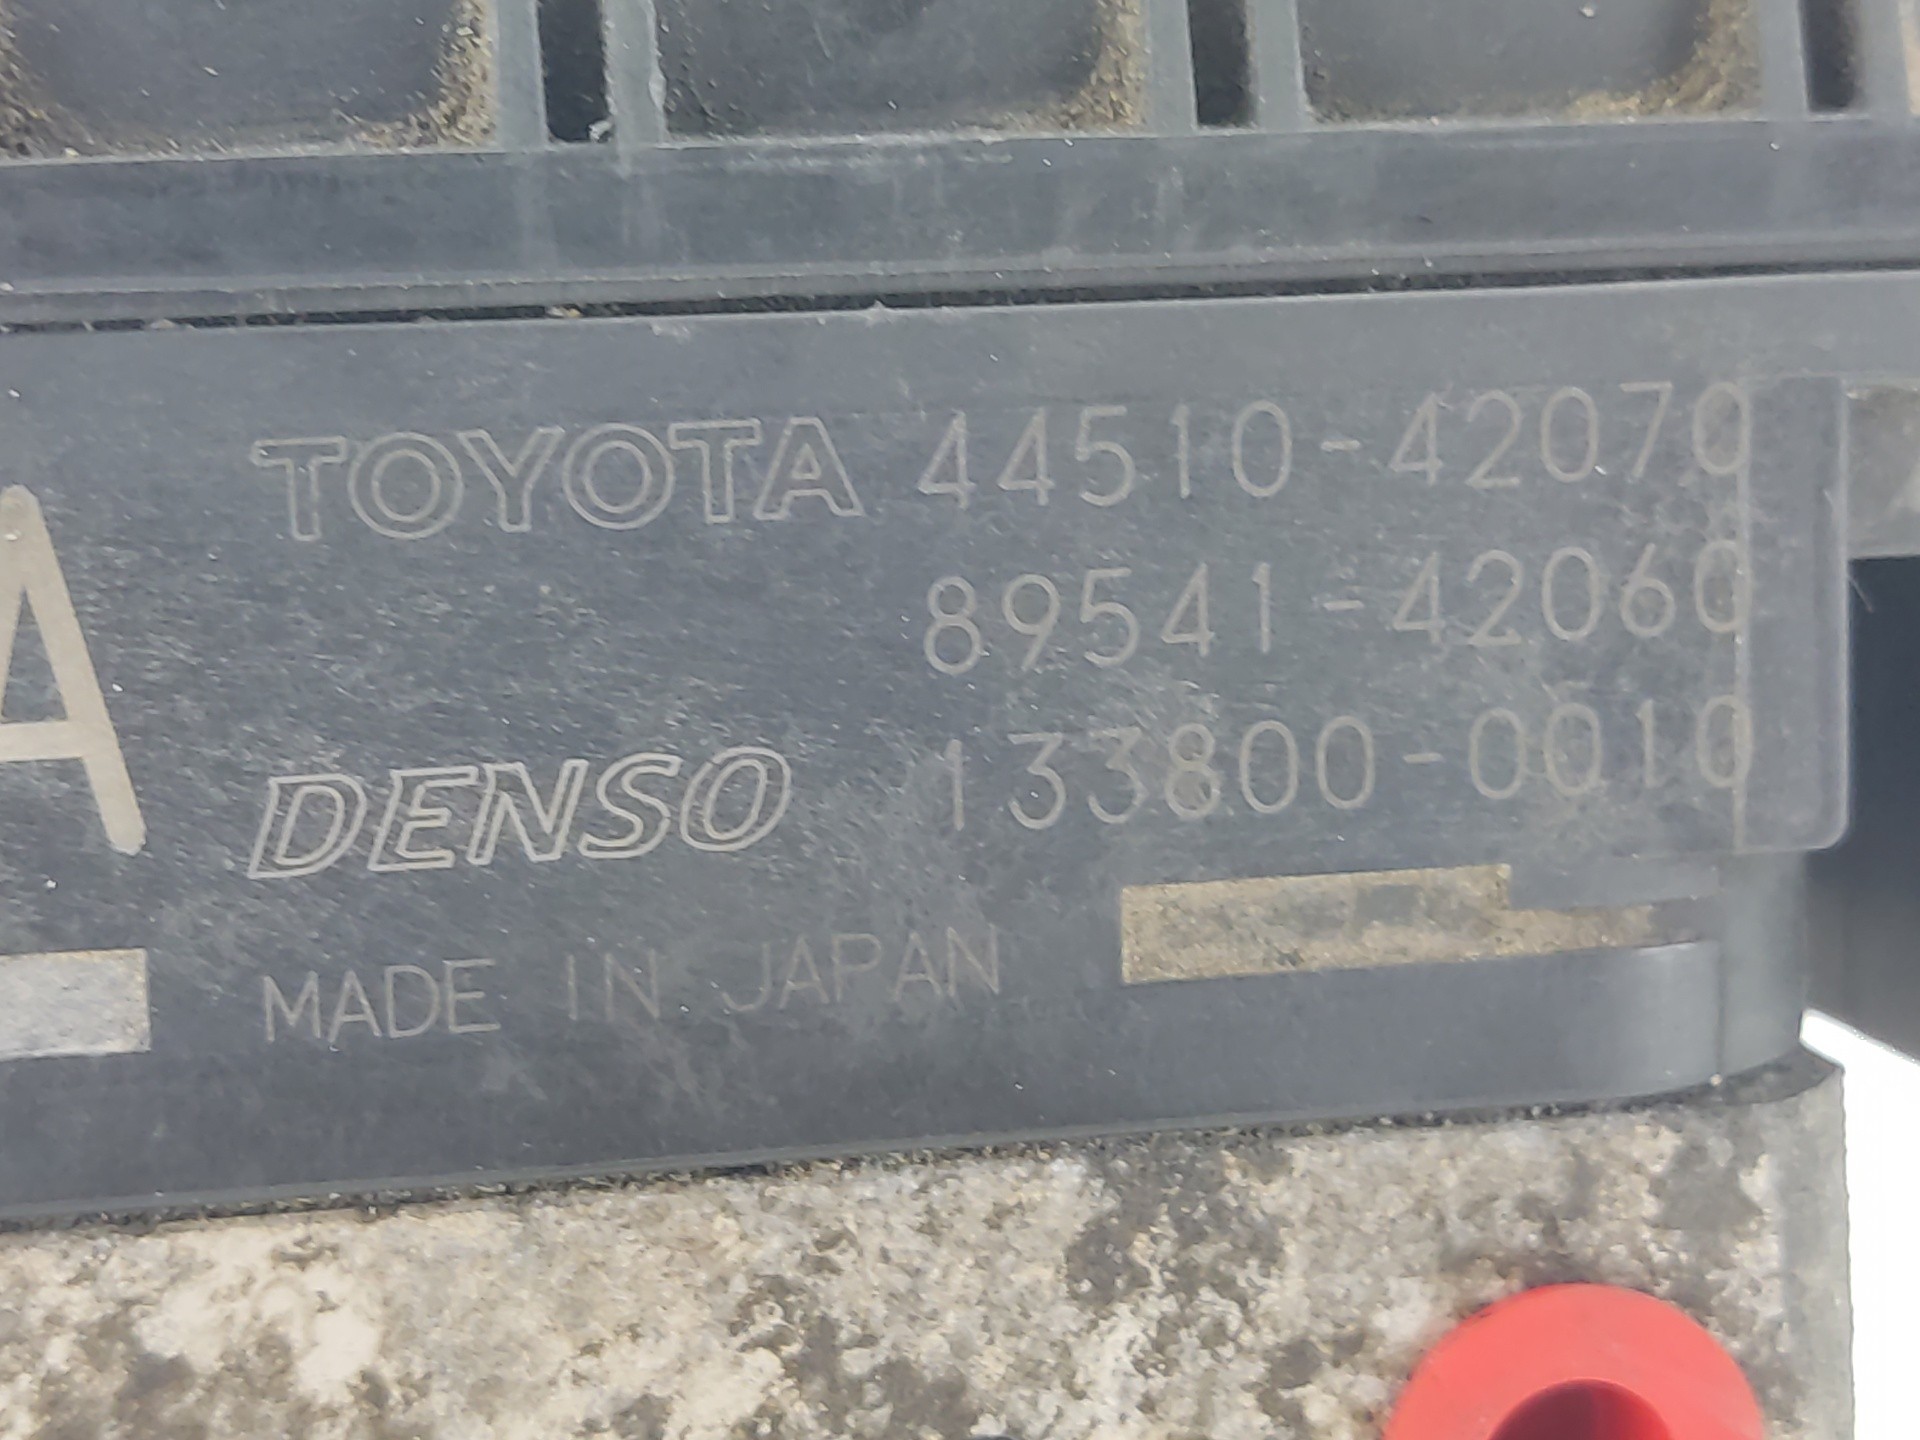 A
TOYOTA 44510-42070
89541-42060
DENSO 133800-0010
MADE IN JAPAN